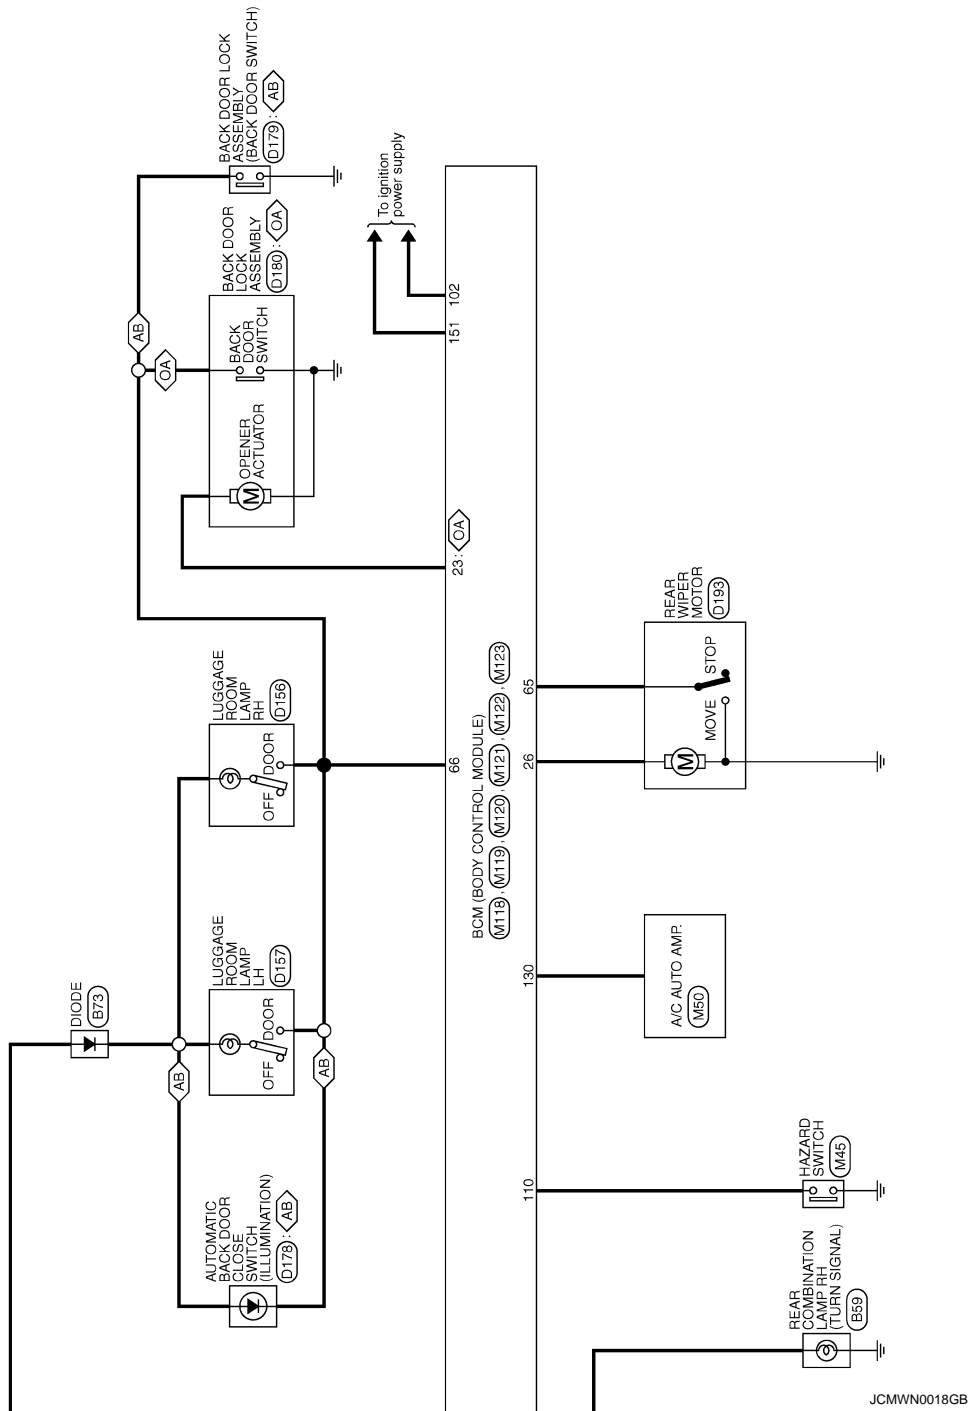 BACK DOOR LOCK
ASSEMBLY
(BACK DOOR SWITCH)
D179 : AB
BACK DOOR
LOCK
ASSEMBLY
D180 : OA
To ignition
power supply
AB
OA
BACK
DOOR
SWITCH
OPENER
ACTUATOR
102
151
23 : OA
LUGGAGE
ROOM
LAMP
RH
D156
OFF
DOOR
66
LUGGAGE
ROOM
LAMP
LH
D157
OFF
DOOR
DIODE
B73
AB
AB
AUTOMATIC
BACK DOOR
CLOSE
SWITCH
(ILLUMINATION)
D178 : AB
BCM (BODY CONTROL MODULE)
M118 , M119 , M120 , M121 , M122 , M123
65
26
130
110
REAR
WIPER
MOTOR
D193
STOP
MOVE
M
M
A/C AUTO AMP.
M50
HAZARD
SWITCH
M45
REAR
COMBINATION
LAMP RH
(TURN SIGNAL)
B59
JCMWN0018GB